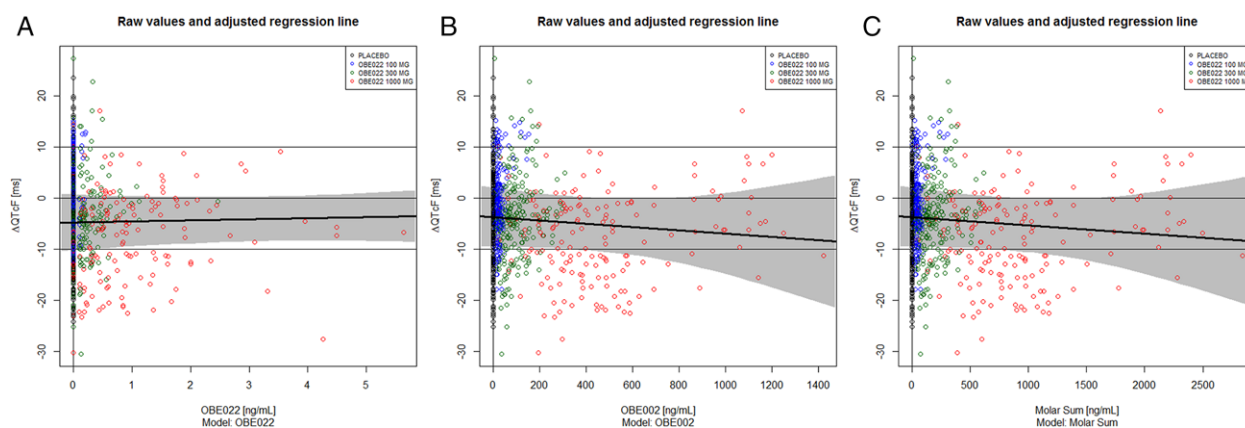 A
Raw values and adjusted regression line
PLACEBO
OBE022 100 MG
OBE022 300 MG
OBE022 1000 MG
ΔQTcF [ms]
20
10
0
-10
-20
-30
0 1 2 3 4 5
OBE022 [ng/mL]
Model: OBE022
B
Raw values and adjusted regression line
PLACEBO
OBE022 100 MG
OBE022 300 MG
OBE022 1000 MG
ΔQTcF [ms]
20
10
0
-10
-20
-30
0 200 400 600 800 1000 1200 1400
OBE002 [ng/mL]
Model: OBE002
C
Raw values and adjusted regression line
PLACEBO
OBE022 100 MG
OBE022 300 MG
OBE022 1000 M
ΔQTcF [ms]
20
10
0
-10
-20
-30
0 500 1000 1500 2000 2500
Molar Sum [ng/mL]
Model: Molar Sum